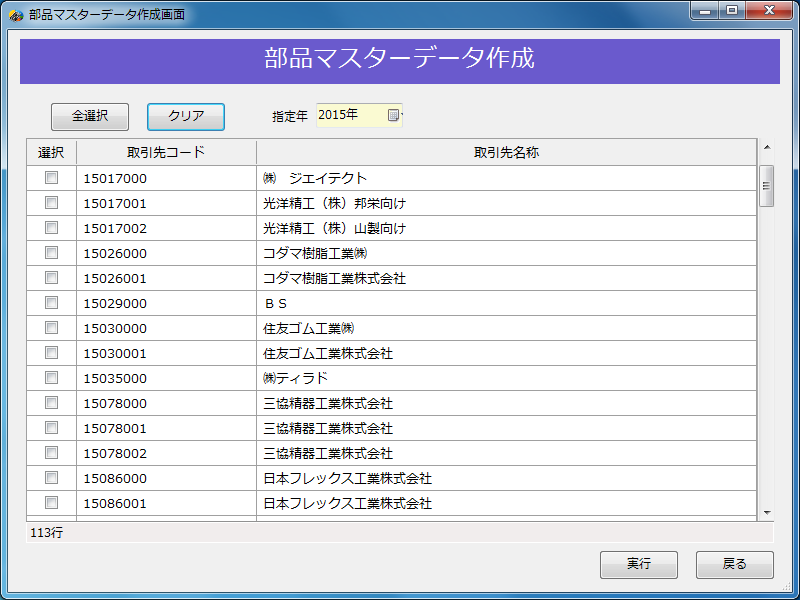 部品マスターデータ作成画面
部品マスターデータ作成
全選択 クリア 指定年 2015年
選択 取引先コード 取引先名称
15017000 ㈱　ジエイテクト
15017001 光洋精工（株）邦栄向け
15017002 光洋精工（株）山製向け
15026000 コダマ樹脂工業㈱
15026001 コダマ樹脂工業株式会社
15029000 ＢＳ
15030000 住友ゴム工業㈱
15030001 住友ゴム工業株式会社
15035000 ㈱ティラド
15078000 三協精器工業株式会社
15078001 三協精器工業株式会社
15078002 三協精器工業株式会社
15086000 日本フレックス工業株式会社
15086001 日本フレックス工業株式会社
113行
実行 戻る